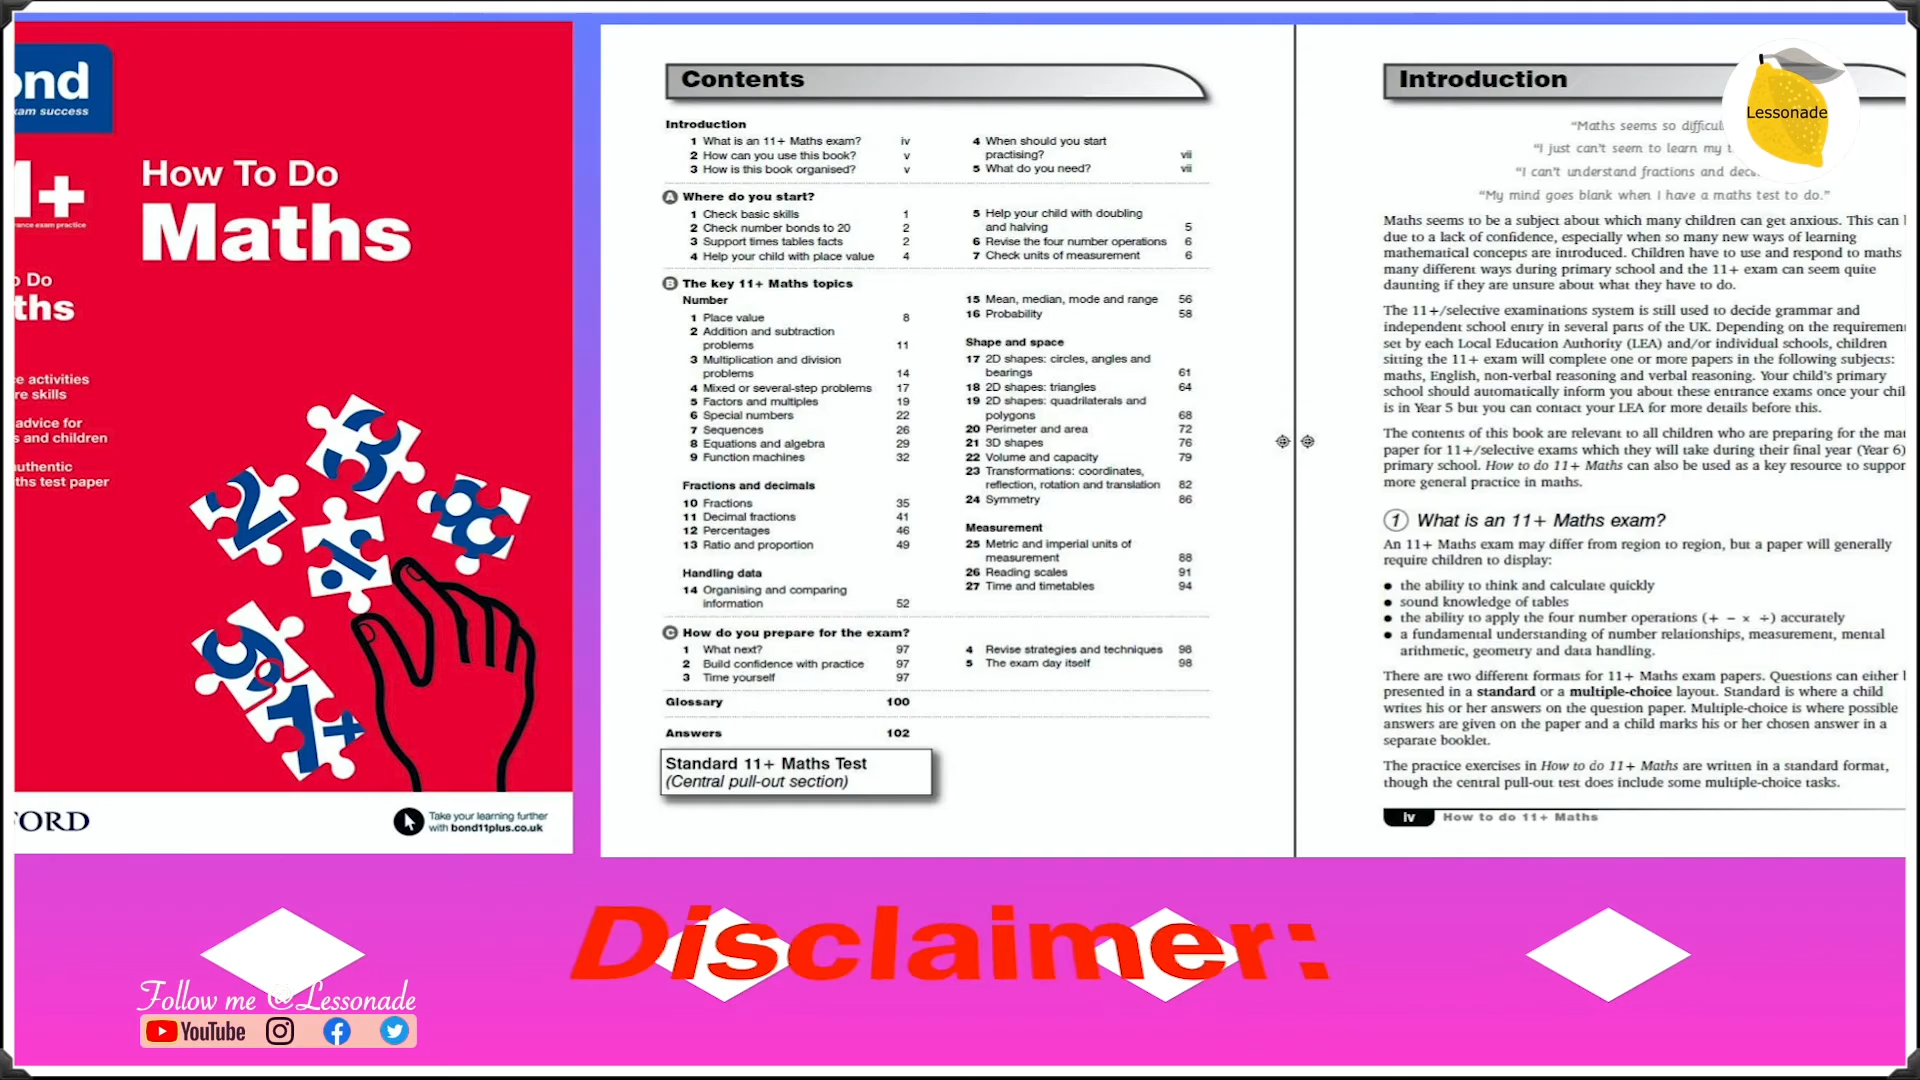 ond
xam success
1+
rance exam practice
o Do
ths
e activities
re skills
advice for
s and children
uthentic
ths test paper
How To Do
Maths
FORD
Take your learning further
with bond11plus.co.uk
Contents
Introduction
1 What is an 11+ Maths exam? iv
2 How can you use this book? v
3 How is this book organised? v
4 When should you start
practising? vii
5 What do you need? vii
A Where do you start?
1 Check basic skills 1
2 Check number bonds to 20 2
3 Support times tables facts 2
4 Help your child with place value 4
5 Help your child with doubling
and halving 5
6 Revise the four number operations 6
7 Check units of measurement 6
B The key 11+ Maths topics
Number
1 Place value 8
2 Addition and subtraction
problems 11
3 Multiplication and division
problems 14
4 Mixed or several-step problems 17
5 Factors and multiples 19
6 Special numbers 22
7 Sequences 26
8 Equations and algebra 29
9 Function machines 32
Fractions and decimals
10 Fractions 35
11 Decimal fractions 41
12 Percentages 46
13 Ratio and proportion 49
Handling data
14 Organising and comparing
information 52
15 Mean, median, mode and range 56
16 Probability 58
Shape and space
17 2D shapes: circles, angles and
bearings 61
18 2D shapes: triangles 64
19 2D shapes: quadrilaterals and
polygons 68
20 Perimeter and area 72
21 3D shapes 76
22 Volume and capacity 79
23 Transformations: coordinates,
reflection, rotation and translation 82
24 Symmetry 86
Measurement
25 Metric and imperial units of
measurement 88
26 Reading scales 91
27 Time and timetables 94
C How do you prepare for the exam?
1 What next? 97
2 Build confidence with practice 97
3 Time yourself 97
4 Revise strategies and techniques 98
5 The exam day itself 98
Glossary 100
Answers 102
Standard 11+ Maths Test
(Central pull-out section)
Introduction
Lessonade
"Maths seems so difficul
"I just can't seem to learn my t
"I can't understand fractions and dec
"My mind goes blank when I have a maths test to do."
Maths seems to be a subject about which many children can get anxious. This can
due to a lack of confidence, especially when so many new ways of learning
mathematical concepts are introduced. Children have to use and respond to maths
many different ways during primary school and the 11+ exam can seem quite
daunting if they are unsure about what they have to do.
The 11+/selective examinations system is still used to decide grammar and
independent school entry in several parts of the UK. Depending on the requiremen
set by each Local Education Authority (LEA) and/or individual schools, children
sitting the 11+ exam will complete one or more papers in the following subjects:
maths, English, non-verbal reasoning and verbal reasoning. Your child's primary
school should automatically inform you about these entrance exams once your chil
is in Year 5 but you can contact your LEA for more details before this.
The contents of this book are relevant to all children who are preparing for the mat
paper for 11+/selective exams which they will take during their final year (Year 6)
primary school. How to do 11+ Maths can also be used as a key resource to suppor
more general practice in maths.
1 What is an 11+ Maths exam?
An 11+ Maths exam may differ from region to region, but a paper will generally
require children to display:
● the ability to think and calculate quickly
● sound knowledge of tables
● the ability to apply the four number operations (+ − × ÷) accurately
● a fundamental understanding of number relationships, measurement, mental
arithmetic, geometry and data handling.
There are two different formats for 11+ Maths exam papers. Questions can either
presented in a standard or a multiple-choice layout. Standard is where a child
writes his or her answers on the question paper. Multiple-choice is where possible
answers are given on the paper and a child marks his or her chosen answer in a
separate booklet.
The practice exercises in How to do 11+ Maths are written in a standard format,
though the central pull-out test does include some multiple-choice tasks.
iv How to do 11+ Maths
Disclaimer:
Follow me @Lessonade
YouTube